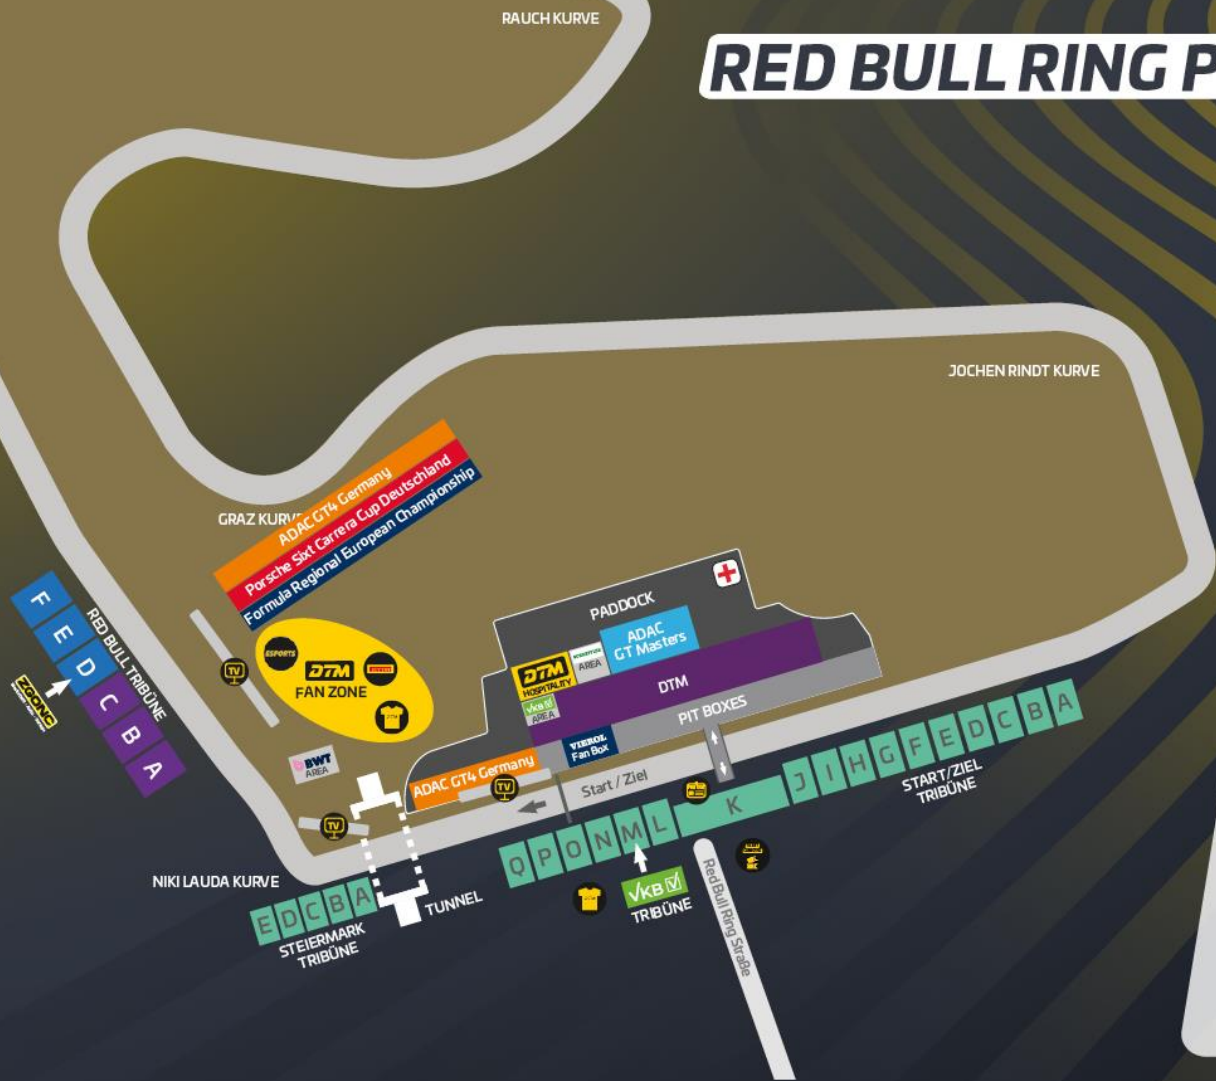 RAUCH KURVE
RED BULL RING P
JOCHEN RINDT KURVE
GRAZ KURV
ADAC GT4 Germany
Porsche Sixt Carrera Cup Deutschland
Formula Regional European Championship
F
E
D
C
B
A
RED BULL TRIBÜNE
ZGONC
ESPORTS
DTM
FAN ZONE
TV
BWT
AREA
TV
PADDOCK
ADAC
GT Masters
DTM
HOSPITALITY
AREA
VKB
AREA
DTM
PIT BOXES
VIEROL
Fan Box
ADAC GT4 Germany
TV
Start / Ziel
Q P O N M L K J I H G F E D C B A
START/ZIEL
TRIBÜNE
VKB
TRIBÜNE
Red Bull Ring Straße
NIKI LAUDA KURVE
E D C B A
STEIERMARK
TRIBÜNE
TUNNEL